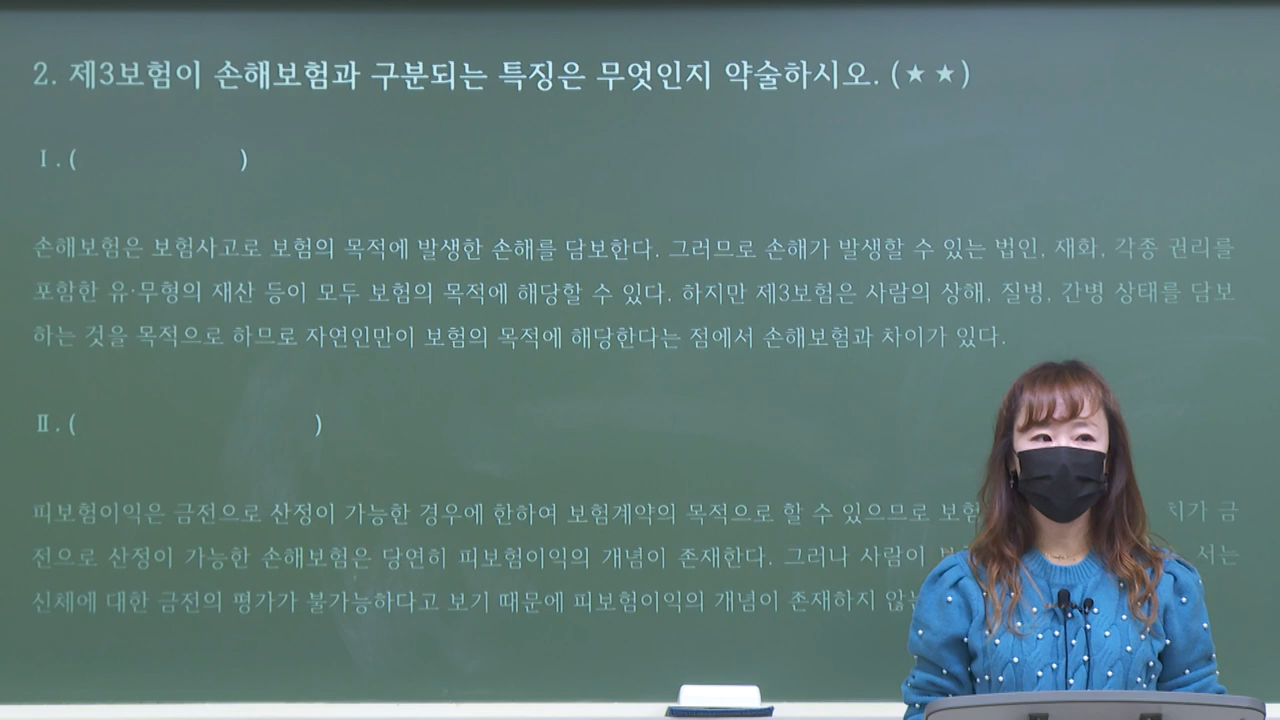 2. 제3보험이 손해보험과 구분되는 특징은 무엇인지 약술하시오. (★★)
Ⅰ. ( )
손해보험은 보험사고로 보험의 목적에 발생한 손해를 담보한다. 그러므로 손해가 발생할 수 있는 법인, 재화, 각종 권리를
포함한 유·무형의 재산 등이 모두 보험의 목적에 해당할 수 있다. 하지만 제3보험은 사람의 상해, 질병, 간병 상태를 담보
하는 것을 목적으로 하므로 자연인만이 보험의 목적에 해당한다는 점에서 손해보험과 차이가 있다.
Ⅱ. ( )
피보험이익은 금전으로 산정이 가능한 경우에 한하여 보험계약의 목적으로 할 수 있으므로 보험 치가 금
전으로 산정이 가능한 손해보험은 당연히 피보험이익의 개념이 존재한다. 그러나 사람이 서는
신체에 대한 금전의 평가가 불가능하다고 보기 때문에 피보험이익의 개념이 존재하지